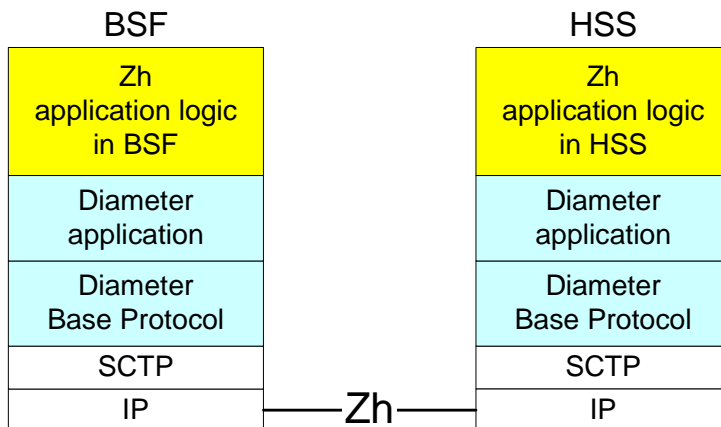 BSF
Zh
application logic
in BSF
Diameter
application
Diameter
Base Protocol
SCTP
IP
Zh
HSS
Zh
application logic
in HSS
Diameter
application
Diameter
Base Protocol
SCTP
IP